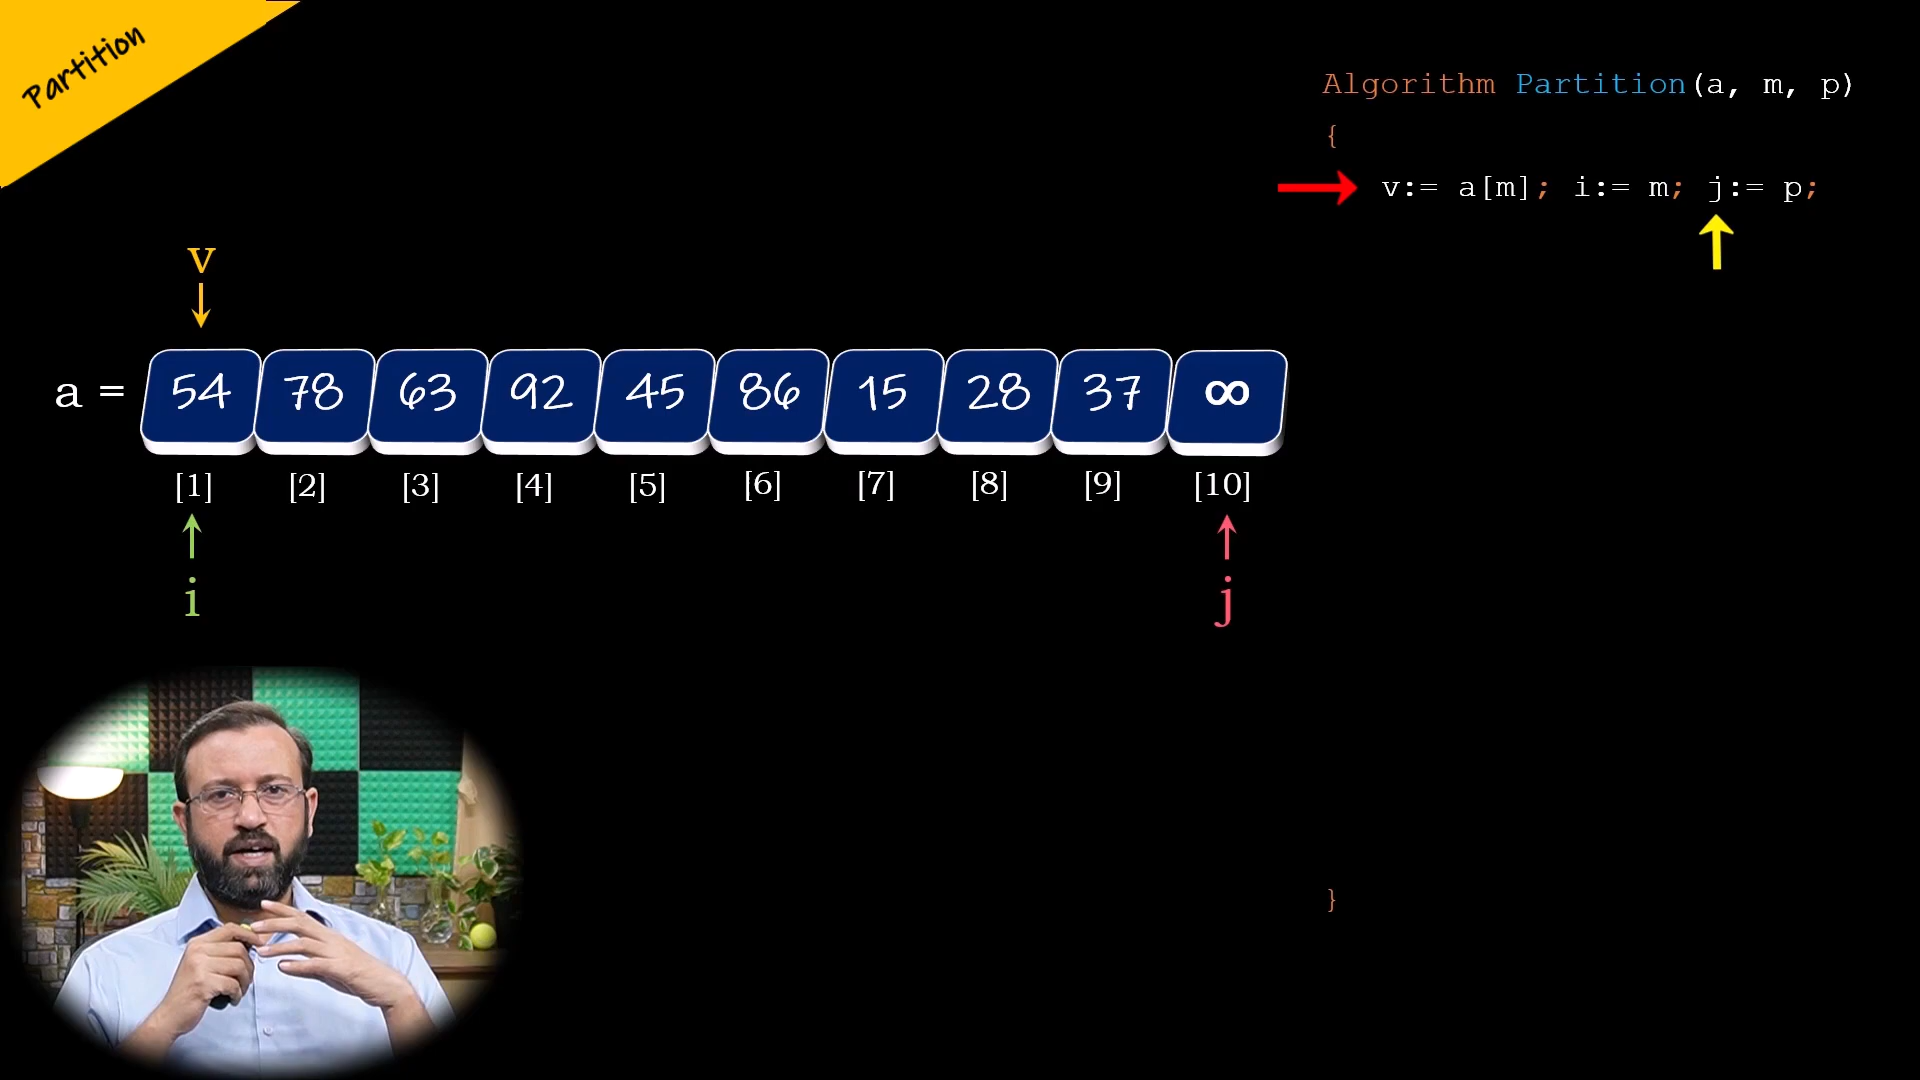 Partition
Algorithm Partition(a, m, p)
{
v:= a[m]; i:= m; j:= p;
v
a = 54 78 63 92 45 86 15 28 37 ∞
[1] [2] [3] [4] [5] [6] [7] [8] [9] [10]
i j
}